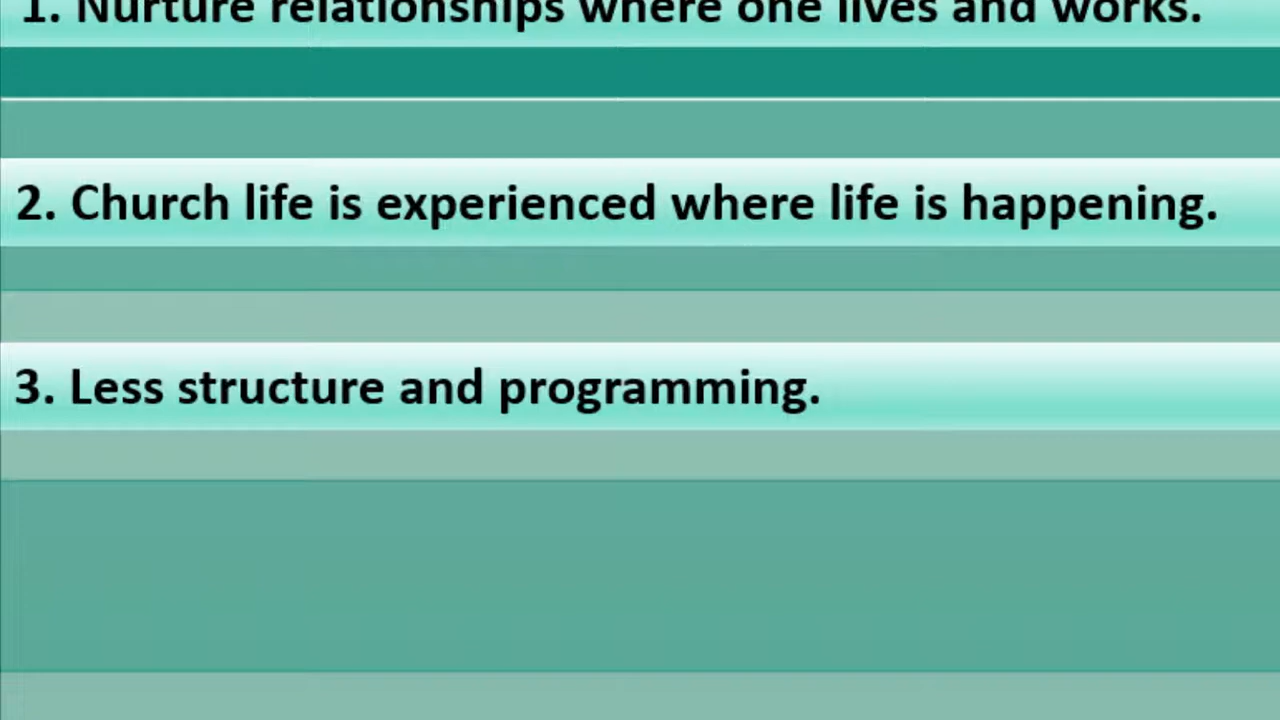 1. Nurture relationships where one lives and works.
2. Church life is experienced where life is happening.
3. Less structure and programming.